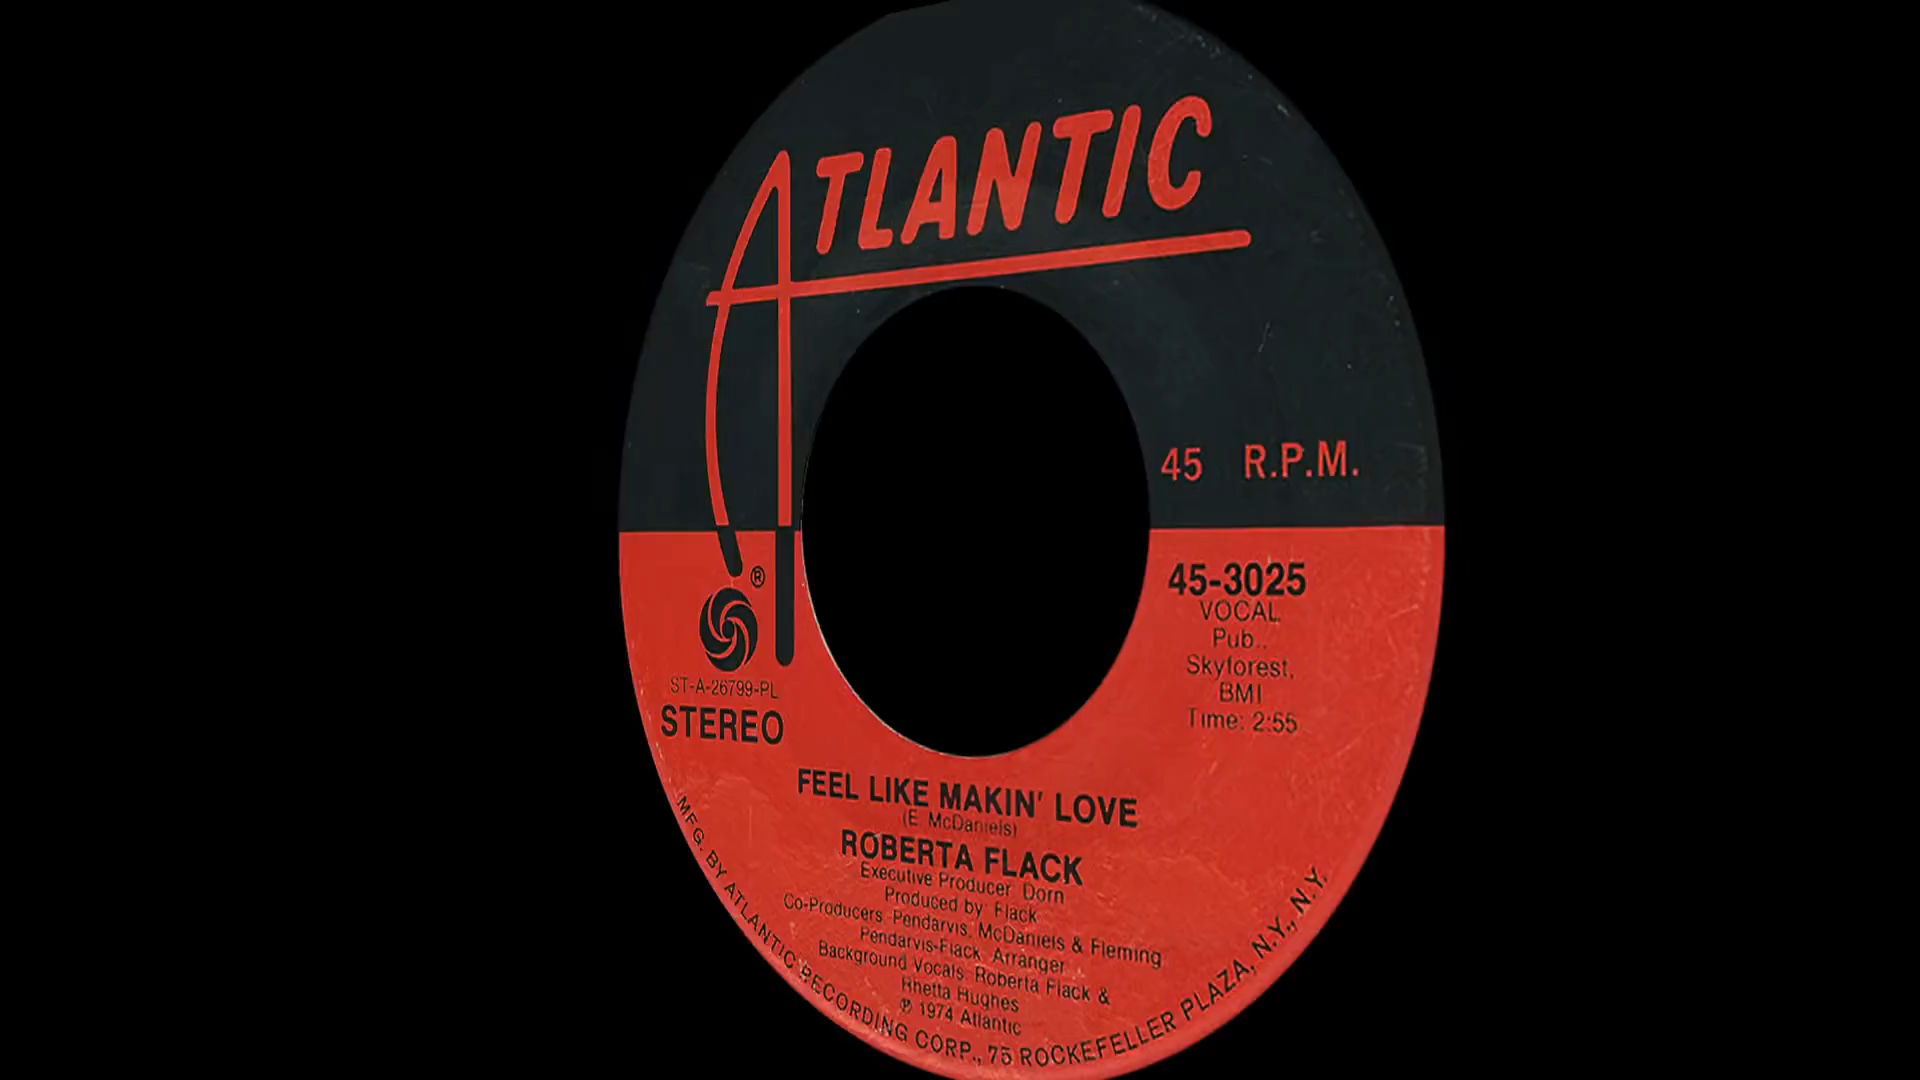 ATLANTIC
45 R.P.M.
®
45-3025
VOCAL
Pub.,
Skyforest,
BMI
Time: 2:55
ST-A-26799-PL
STEREO
FEEL LIKE MAKIN' LOVE
(E. McDaniels)
ROBERTA FLACK
Executive Producer: Dorn
Produced by: Flack
Co-Producers: Pendarvis, McDaniels & Fleming
Pendarvis-Flack, Arranger
Background Vocals: Roberta Flack &
Rhetta Hughes
℗ 1974 Atlantic
MFG. BY ATLANTIC RECORDING CORP., 75 ROCKEFELLER PLAZA, N.Y., N.Y.